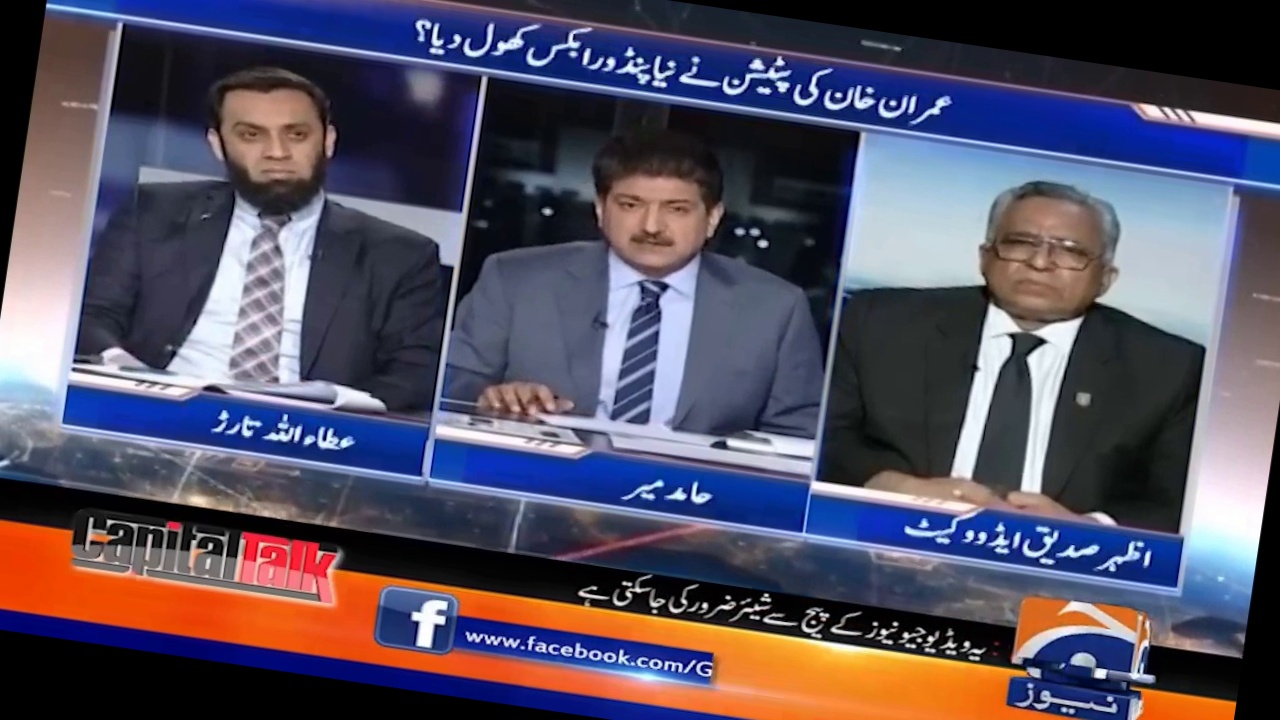 عمران خان کی پٹیشن نے نیا پنڈورا بکس کھول دیا؟
عطاء اللہ تارڑ
حامد میر
اظہر صدیق ایڈووکیٹ
Capital Talk
یہ ویڈیو جیو نیوز کے پیج سے شیئر ضرور کی جاسکتی ہے :
www.facebook.com/G
جیو
نیوز